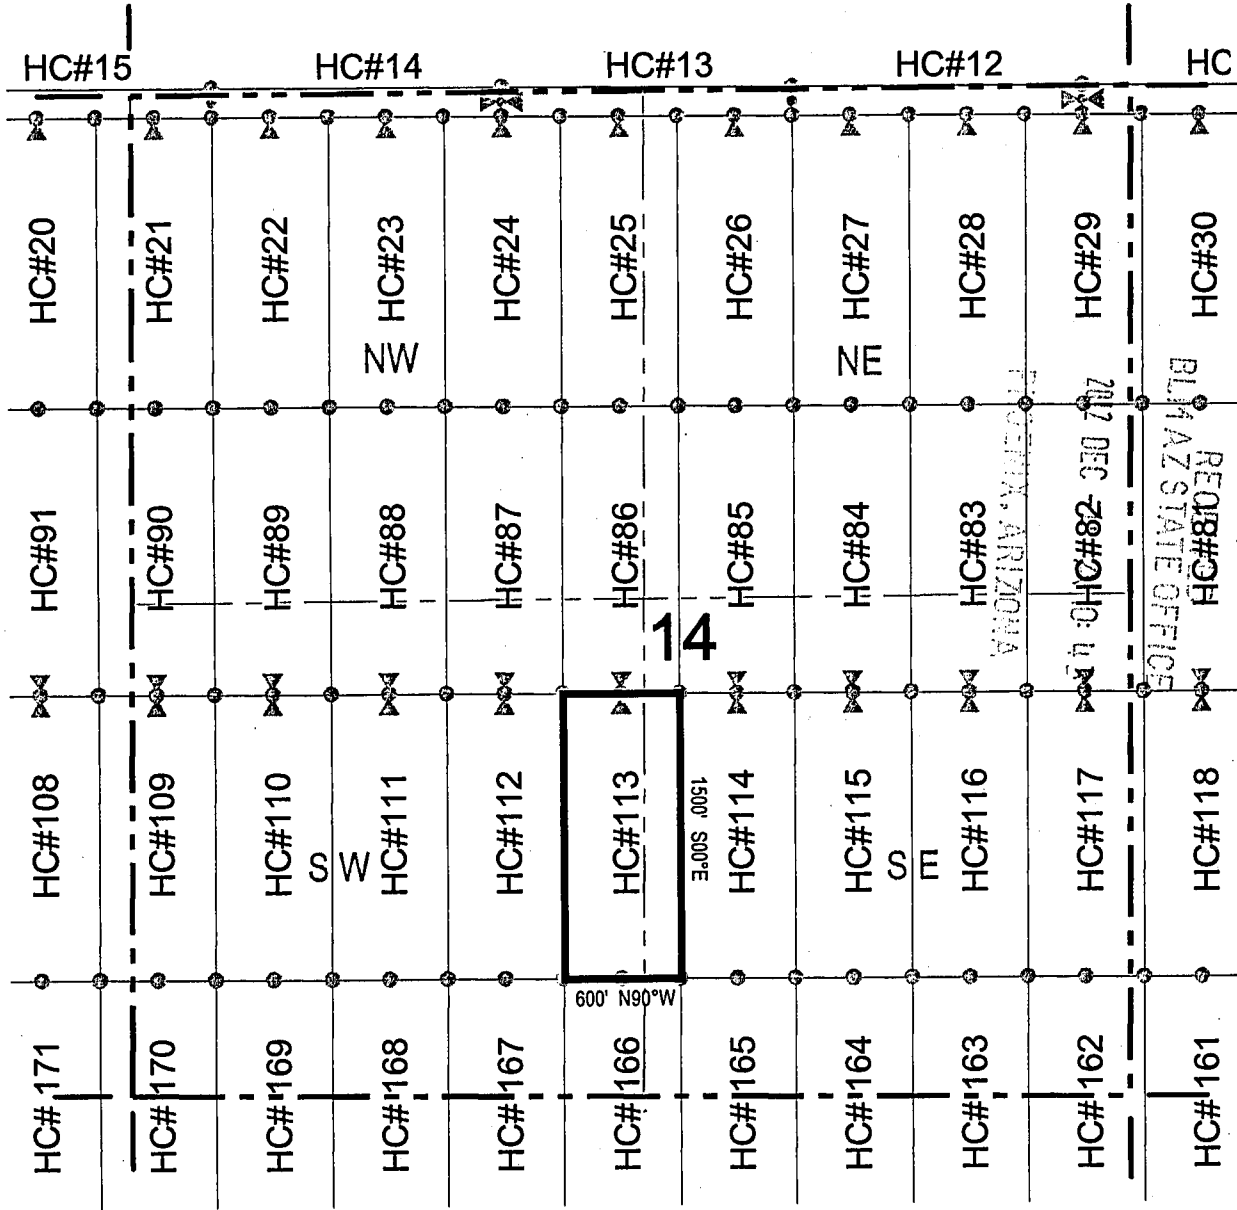 HC#15 HC#14 HC#13 HC#12 HC
HC#20 HC#21 HC#22 HC#23 HC#24 HC#25 HC#26 HC#27 HC#28 HC#29 HC#30
NW NE
HC#91 HC#90 HC#89 HC#88 HC#87 HC#86 HC#85 HC#84 HC#83 HC#82 HC#81
BLM AZ STATE OFFICE
DEC
PHOENIX, ARIZONA
14
HC#108 HC#109 HC#110 HC#111 HC#112 HC#113 HC#114 HC#115 HC#116 HC#117 HC#118
1500' S00°E
SW SE
600' N90°W
HC#171 HC#170 HC#169 HC#168 HC#167 HC#166 HC#165 HC#164 HC#163 HC#162 HC#161